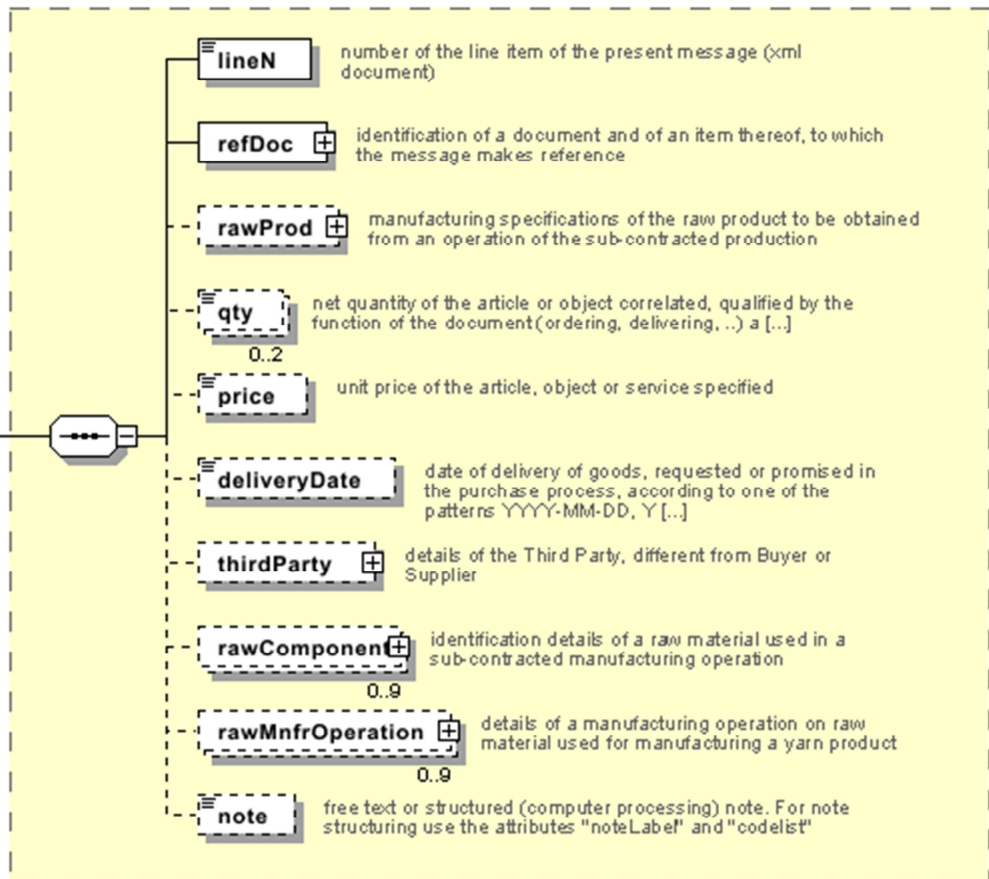 lineN
number of the line item of the present message (xml
document)
refDoc
identification of a document and of an item thereof, to which
the message makes reference
rawProd
manufacturing specifications of the raw product to be obtained
from an operation of the sub-contracted production
qty
net quantity of the article or object correlated, qualified by the
function of the document (ordering, delivering, ..) a [...]
0..2
price
unit price of the article, object or service specified
deliveryDate
date of delivery of goods, requested or promised in
the purchase process, according to one of the
patterns YYYY-MM-DD, Y [...]
thirdParty
details of the Third Party, different from Buyer or
Supplier
rawComponent
identification details of a raw material used in a
sub-contracted manufacturing operation
0..9
rawMnfrOperation
details of a manufacturing operation on raw
material used for manufacturing a yarn product
0..9
note
free text or structured (computer processing) note. For note
structuring use the attributes "noteLabel" and "codelist"